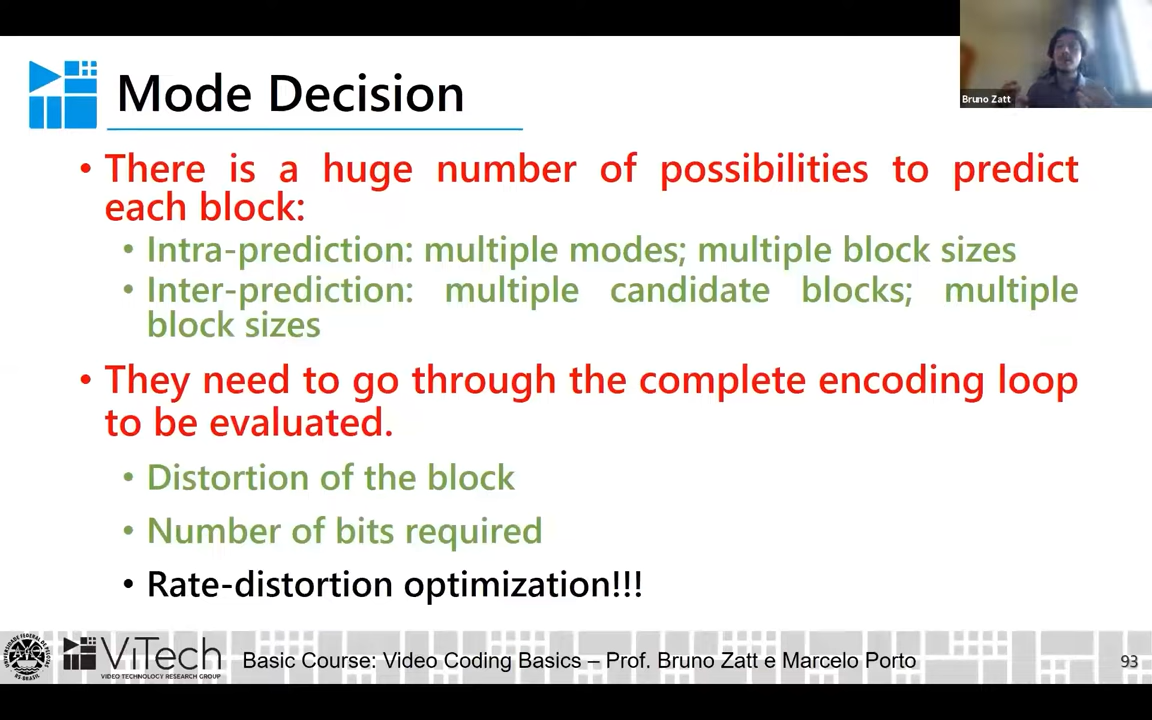 Bruno Zatt
Mode Decision
• There is a huge number of possibilities to predict
each block:
• Intra-prediction: multiple modes; multiple block sizes
• Inter-prediction: multiple candidate blocks; multiple
block sizes
• They need to go through the complete encoding loop
to be evaluated.
• Distortion of the block
• Number of bits required
• Rate-distortion optimization!!!
ViTech
VIDEO TECHNOLOGY RESEARCH GROUP
Basic Course: Video Coding Basics – Prof. Bruno Zatt e Marcelo Porto
93